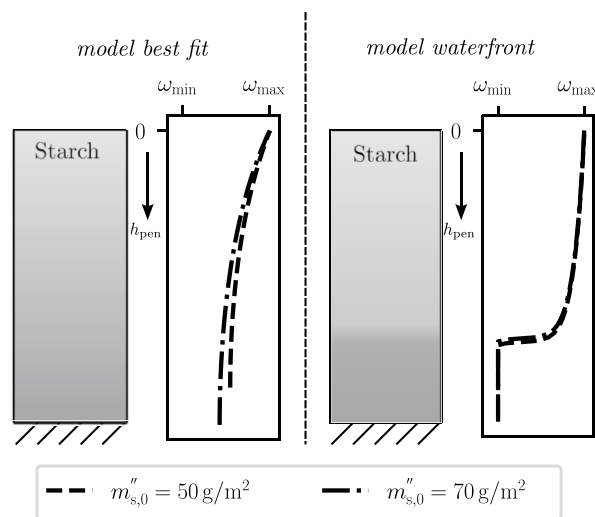 model best fit
model waterfront
ω_min ω_max
ω_min ω_max
0
Starch
h_pen
0
Starch
h_pen
m″_s,0 = 50 g/m² m″_s,0 = 70 g/m²